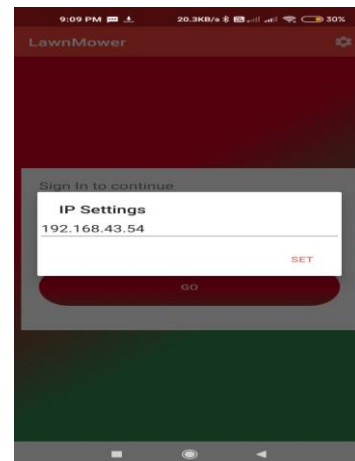 9:09 PM 20.3KB/s 30%
LawnMower
Sign In to continue
IP Settings
192.168.43.54
SET
GO